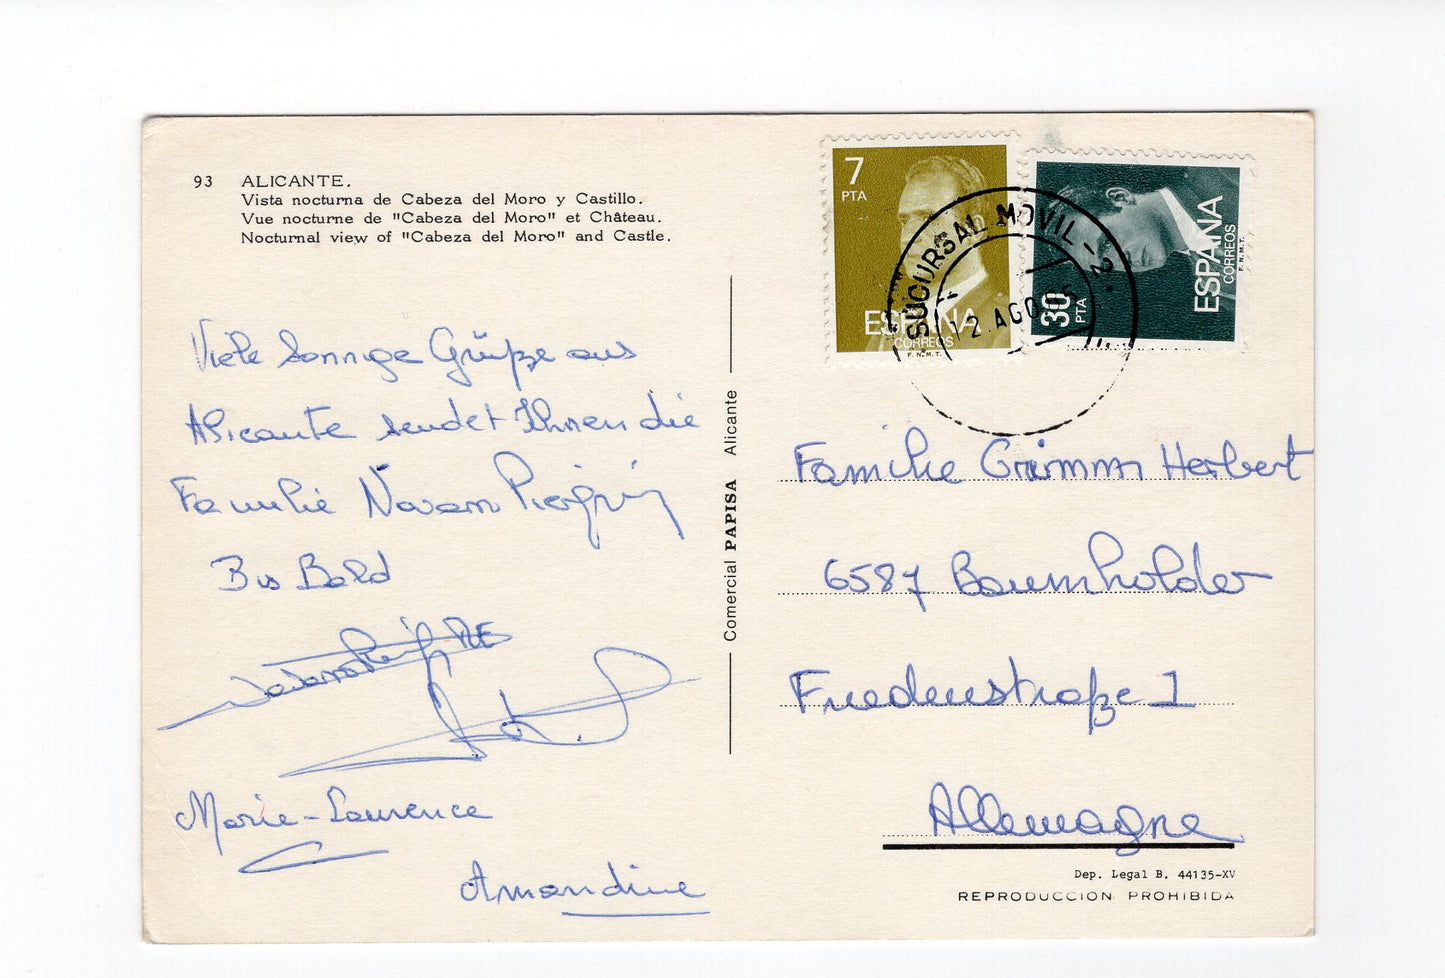 93 ALICANTE.
Vista nocturna de Cabeza del Moro y Castillo.
Vue nocturne de "Cabeza del Moro" et Château.
Nocturnal view of "Cabeza del Moro" and Castle.
Viele sonnige Grüße aus
Alicante sendet Ihnen die
Familie Navarro
Bis Bald
Marie-Laurence
Amandine
Comercial PAPISA Alicante
7
PTA
ESPAÑA
CORREOS
F.N.M.T.
30
PTA
ESPAÑA
CORREOS
F.N.M.T.
SUCURSAL MOVIL-2.
12 AGO
Familie Grimm Herbert
6587 Baumholder
Friedenstraße 1
Allemagne
Dep. Legal B. 44135-XV
REPRODUCCION PROHIBIDA